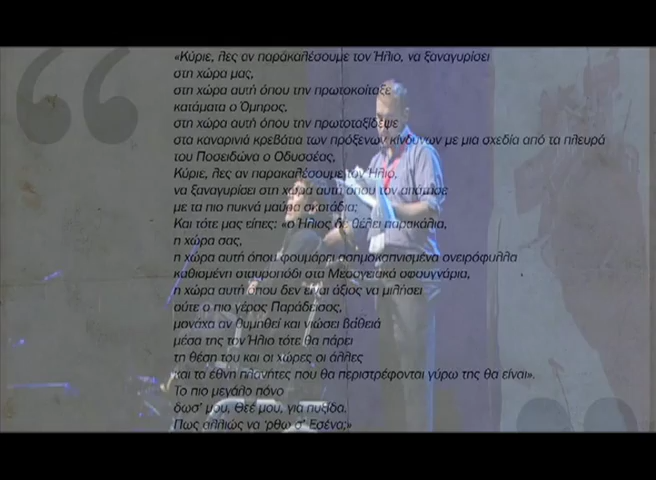 «Κύριε, λες αν παρακαλέσουμε τον Ήλιο, να ξαναγυρίσει
στη χώρα μας,
στη χώρα αυτή όπου την πρωτοκοίταξε
κατάματα ο Όμηρος,
στη χώρα αυτή όπου την πρωτοταξίδεψε
στα καναρινιά κρεβάτια των πρόξενων κινδύνων με μια σχεδία από τα πλευρά
του Ποσειδώνα ο Οδυσσέας,
Κύριε, λες αν παρακαλέσουμε τον Ήλιο,
να ξαναγυρίσει στη χώρα αυτή όπου τον απάτησε
με τα πιο πυκνά μαύρα σκοτάδια;
Και τότε μας είπες: «ο Ήλιος δε θέλει παρακάλια,
η χώρα σας,
η χώρα αυτή όπου φουμάρει ασημοκαπνισμένα ονειρόφυλλα
καθισμένη σταυροπόδι στα Μεσογειακά σφουγγάρια,
η χώρα αυτή όπου δεν είναι άξιος να μιλήσει
ούτε ο πιο γέρος Παράδεισος,
μονάχα αν θυμηθεί και νιώσει βαθειά
μέσα της τον Ήλιο τότε θα πάρει
τη θέση του και οι χώρες οι άλλες
και τα έθνη πλανήτες που θα περιστρέφονται γύρω της θα είναι».
Το πιο μεγάλο πόνο
δωσ' μου, Θεέ μου, για πυξίδα.
Πως αλλιώς να 'ρθω σ' Εσένα;»